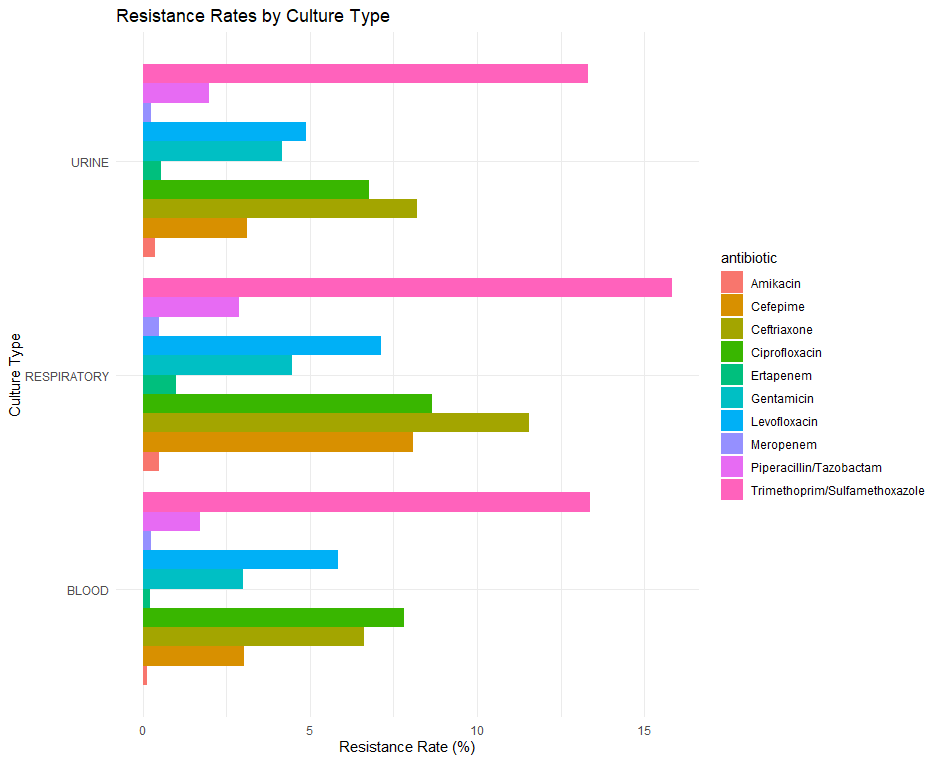 Resistance Rates by Culture Type
Culture Type
URINE
RESPIRATORY
BLOOD
0 5 10 15
Resistance Rate (%)
antibiotic
Amikacin
Cefepime
Ceftriaxone
Ciprofloxacin
Ertapenem
Gentamicin
Levofloxacin
Meropenem
Piperacillin/Tazobactam
Trimethoprim/Sulfamethoxazole